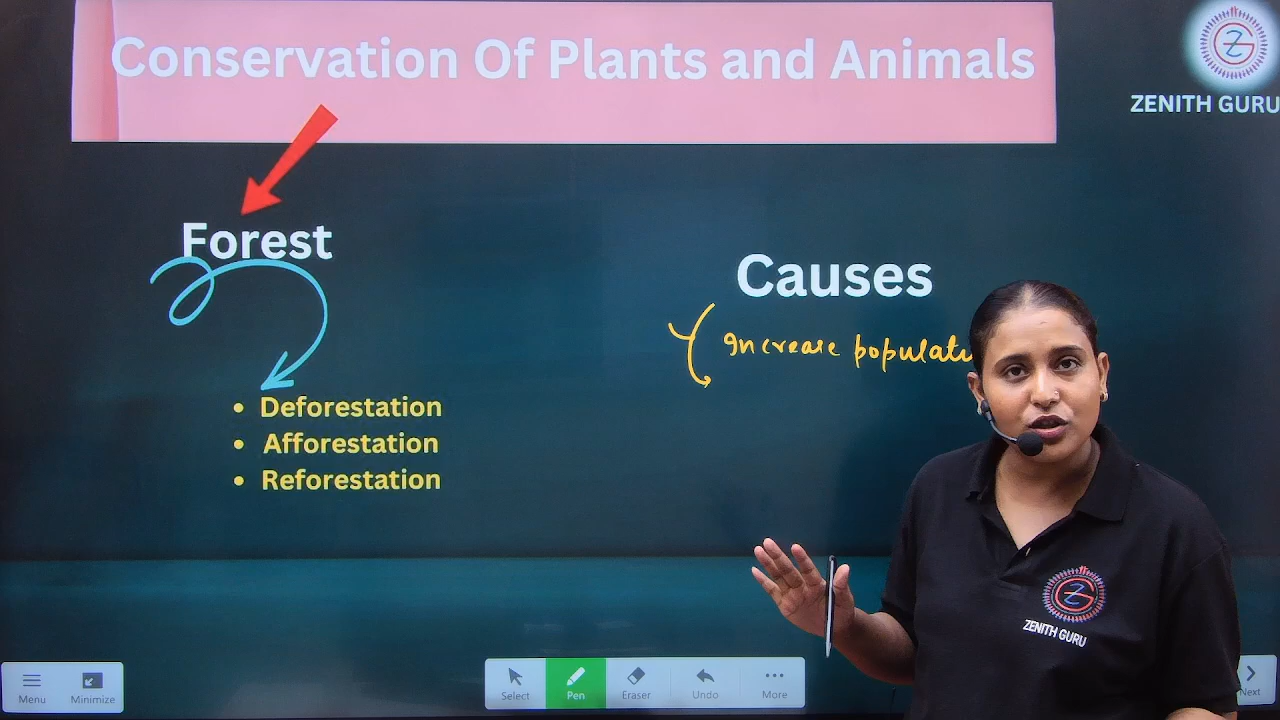 Conservation Of Plants and Animals
ZENITH GURU
Forest
Causes
Increase populati
• Deforestation
• Afforestation
• Reforestation
ZENITH GURU
Menu
Minimize
Select
Pen
Eraser
Undo
More
Next